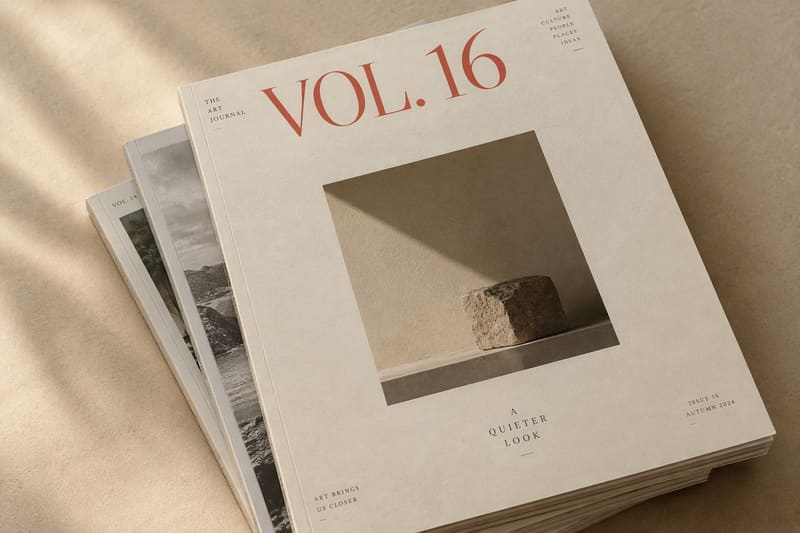 THE
ART
JOURNAL
VOL. 16
ART
CULTURE
PEOPLE
PLACES
IDEAS
A
QUIETER
LOOK
ISSUE 16
AUTUMN 2024
ART BRINGS
US CLOSER
VOL. 14